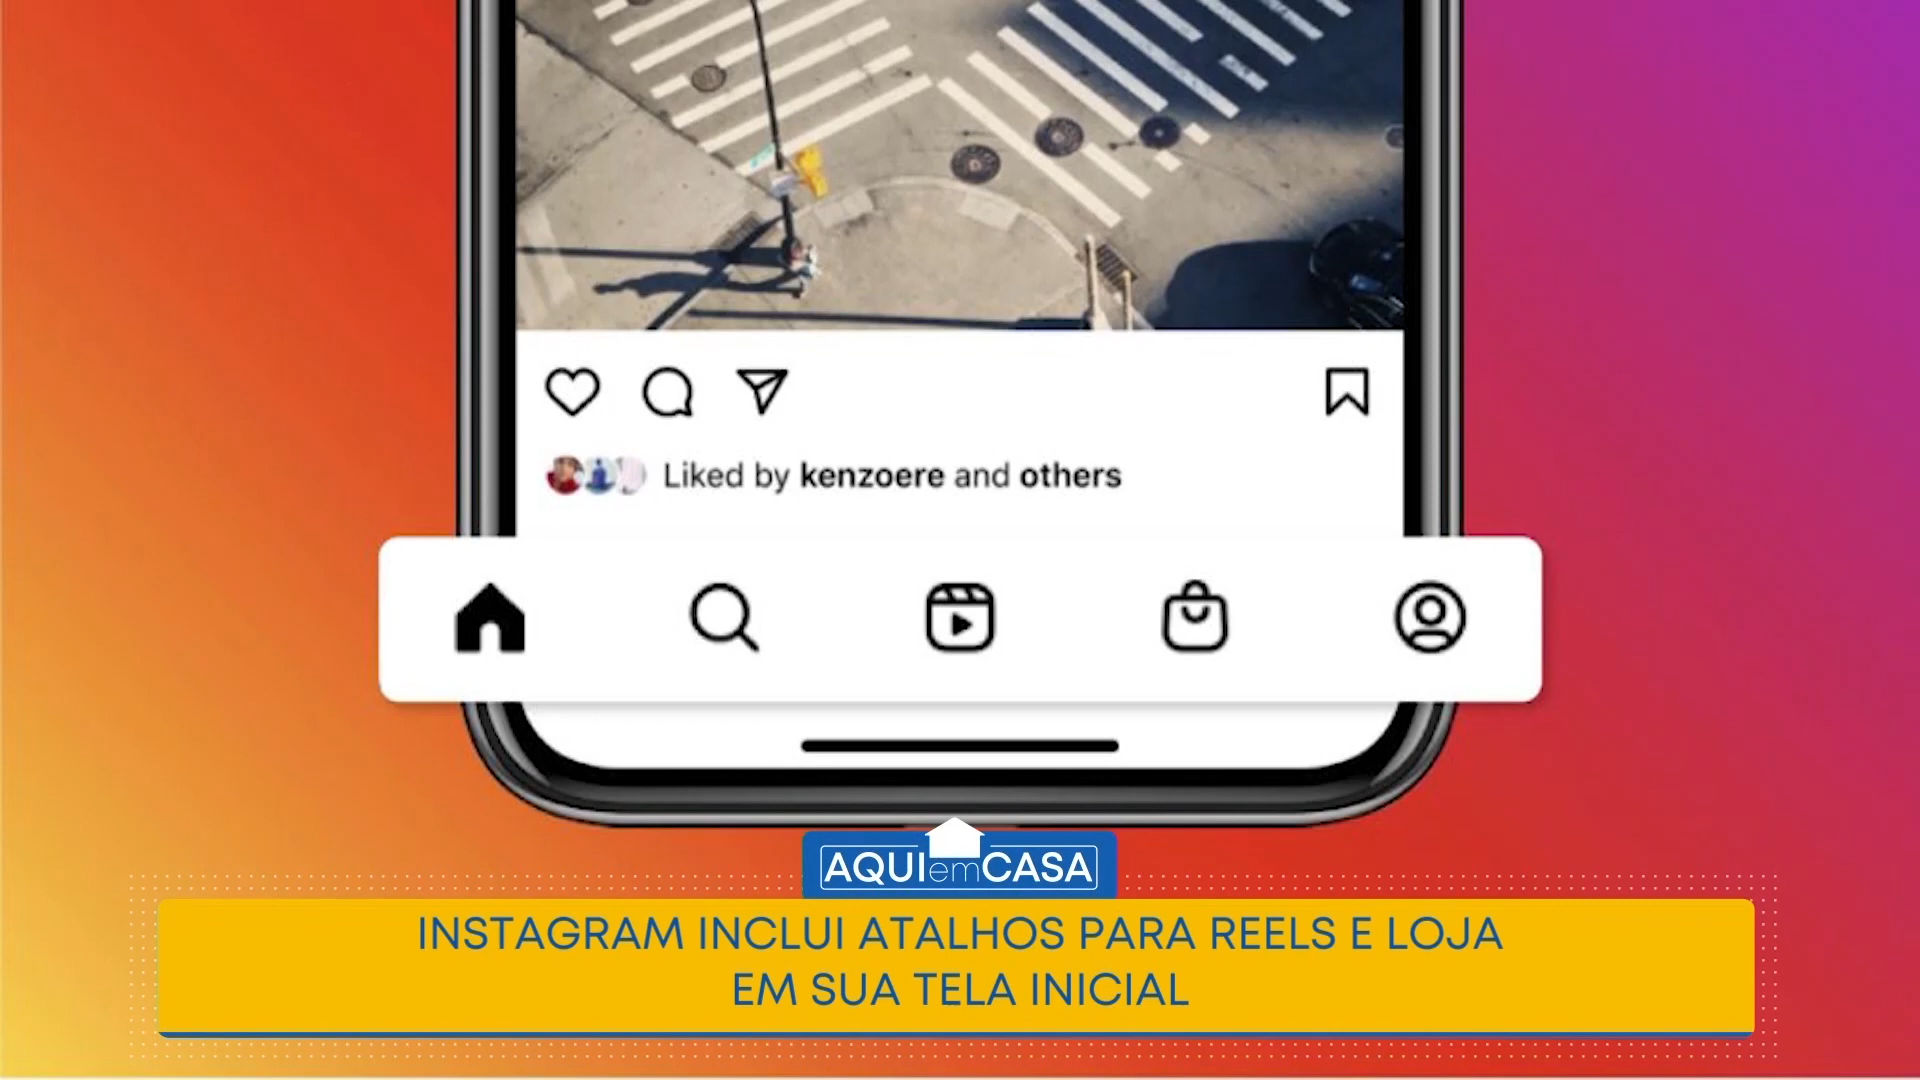 Liked by kenzoere and others
AQUIemCASA
INSTAGRAM INCLUI ATALHOS PARA REELS E LOJA
EM SUA TELA INICIAL